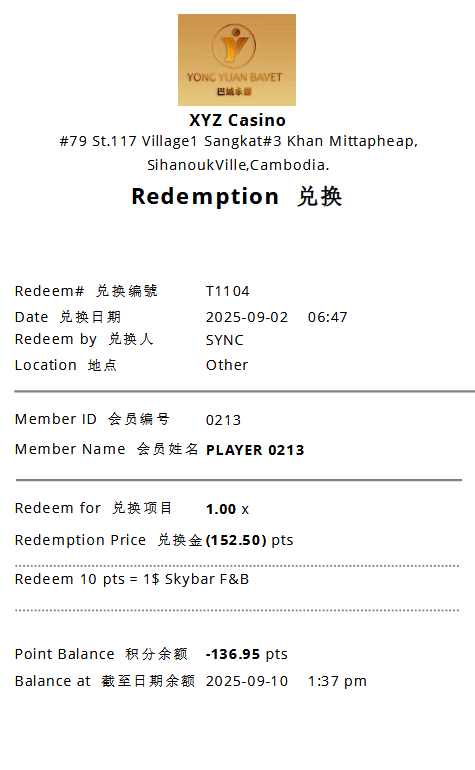 YONG YUAN BAVET
巴域永源
XYZ Casino
#79 St.117 Village1 Sangkat#3 Khan Mittapheap,
SihanoukVille,Cambodia.
Redemption 兑换
Redeem# 兑换编號 T1104
Date 兑换日期 2025-09-02 06:47
Redeem by 兑换人 SYNC
Location 地点 Other
Member ID 会员编号 0213
Member Name 会员姓名 PLAYER 0213
Redeem for 兑换项目 1.00 x
Redemption Price 兑换金 (152.50) pts
Redeem 10 pts = 1$ Skybar F&B
Point Balance 积分余额 -136.95 pts
Balance at 截至日期余额 2025-09-10 1:37 pm